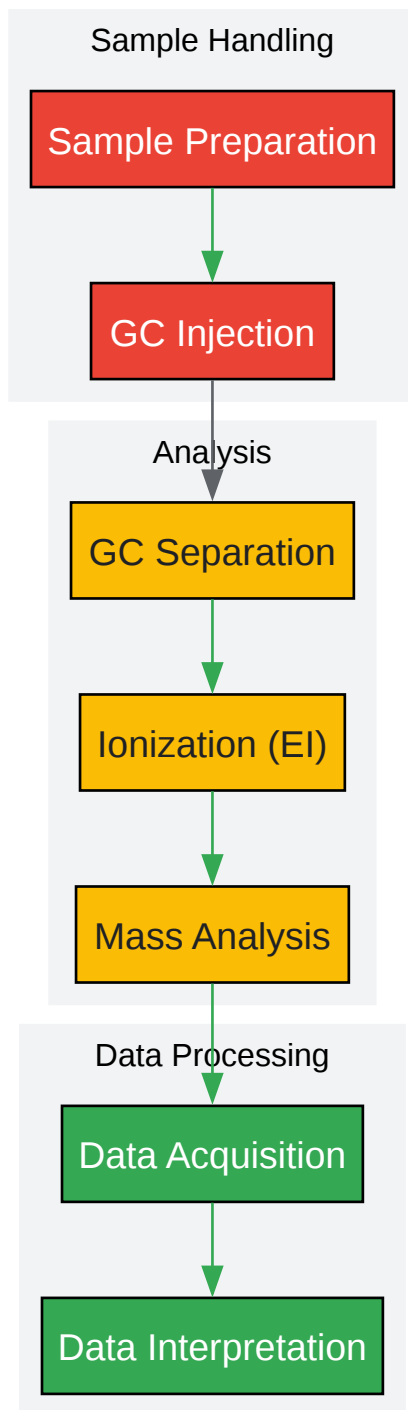 Sample Handling
Sample Preparation
GC Injection
Analysis
GC Separation
Ionization (EI)
Mass Analysis
Data Processing
Data Acquisition
Data Interpretation